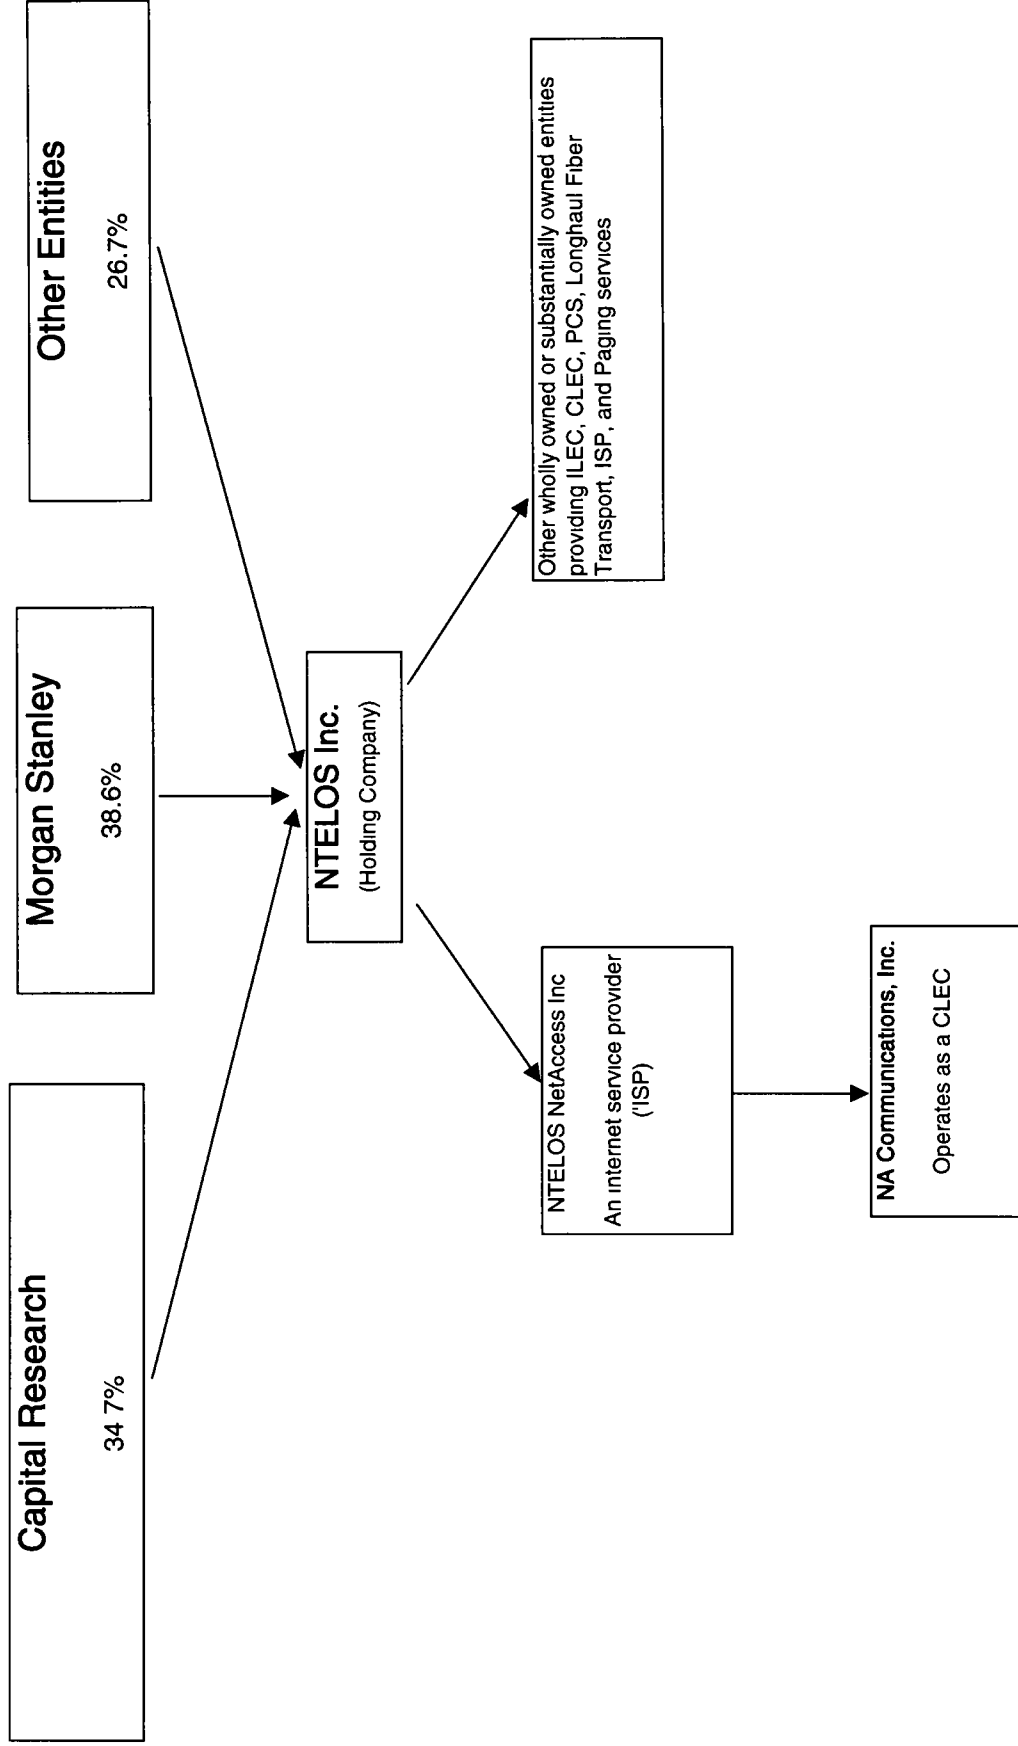 Capital Research
34 7%
Morgan Stanley
38.6%
Other Entities
26.7%
NTELOS Inc.
(Holding Company)
NTELOS NetAccess Inc
An internet service provider
('ISP)
Other wholly owned or substantially owned entities
providing ILEC, CLEC, PCS, Longhaul Fiber
Transport, ISP, and Paging services
NA Communications, Inc.
Operates as a CLEC